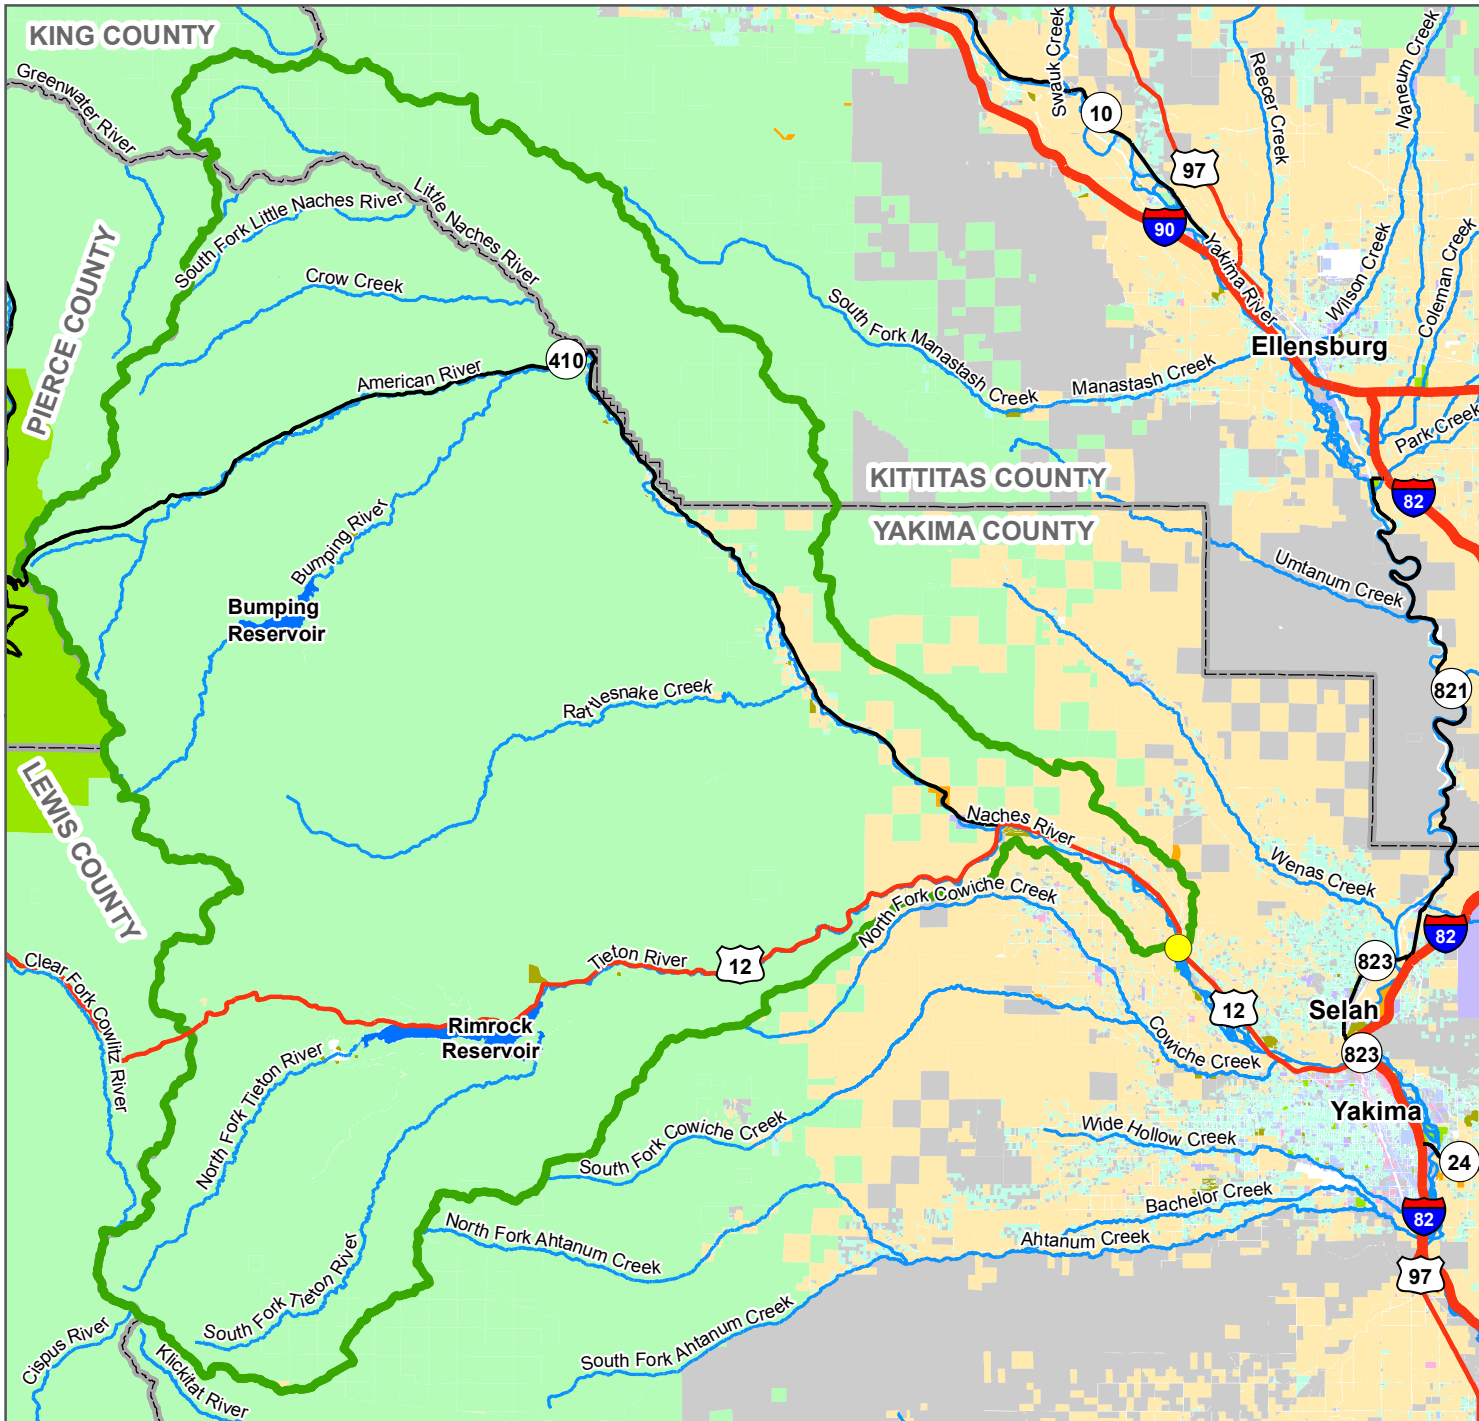 KING COUNTY
Greenwater River
Swauk Creek
10
97
Reecer Creek
Naneum Creek
South Fork Little Naches River
Little Naches River
90
Yakima River
Wilson Creek
Coleman Creek
PIERCE COUNTY
Crow Creek
South Fork Manastash Creek
Ellensburg
410
American River
Manastash Creek
Park Creek
KITTITAS COUNTY
82
YAKIMA COUNTY
Bumping River
Umtanum Creek
Bumping
Reservoir
Rattlesnake Creek
821
LEWIS COUNTY
Naches River
Wenas Creek
North Fork Cowiche Creek
82
823
Clear Fork Cowlitz River
Tieton River
12
12
Selah
Rimrock
Reservoir
Cowiche Creek
823
North Fork Tieton River
Yakima
South Fork Cowiche Creek
Wide Hollow Creek
24
Bachelor Creek
82
North Fork Ahtanum Creek
Ahtanum Creek
97
South Fork Tieton River
Cispus River
Klickitat River
South Fork Ahtanum Creek